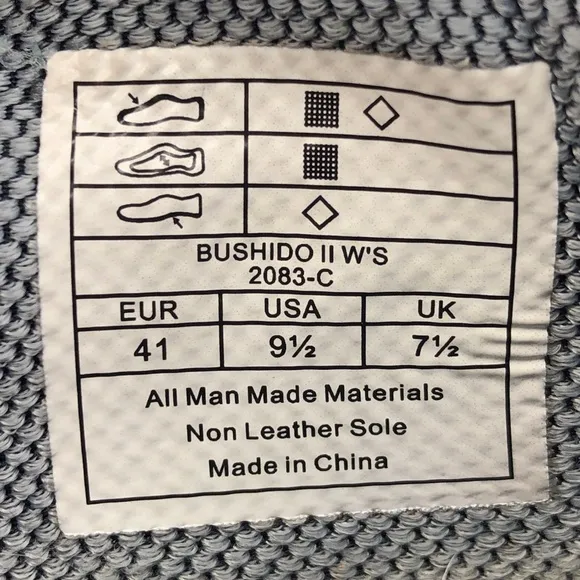 BUSHIDO II W'S
2083-C
EUR USA UK
41 9½ 7½
All Man Made Materials
Non Leather Sole
Made in China